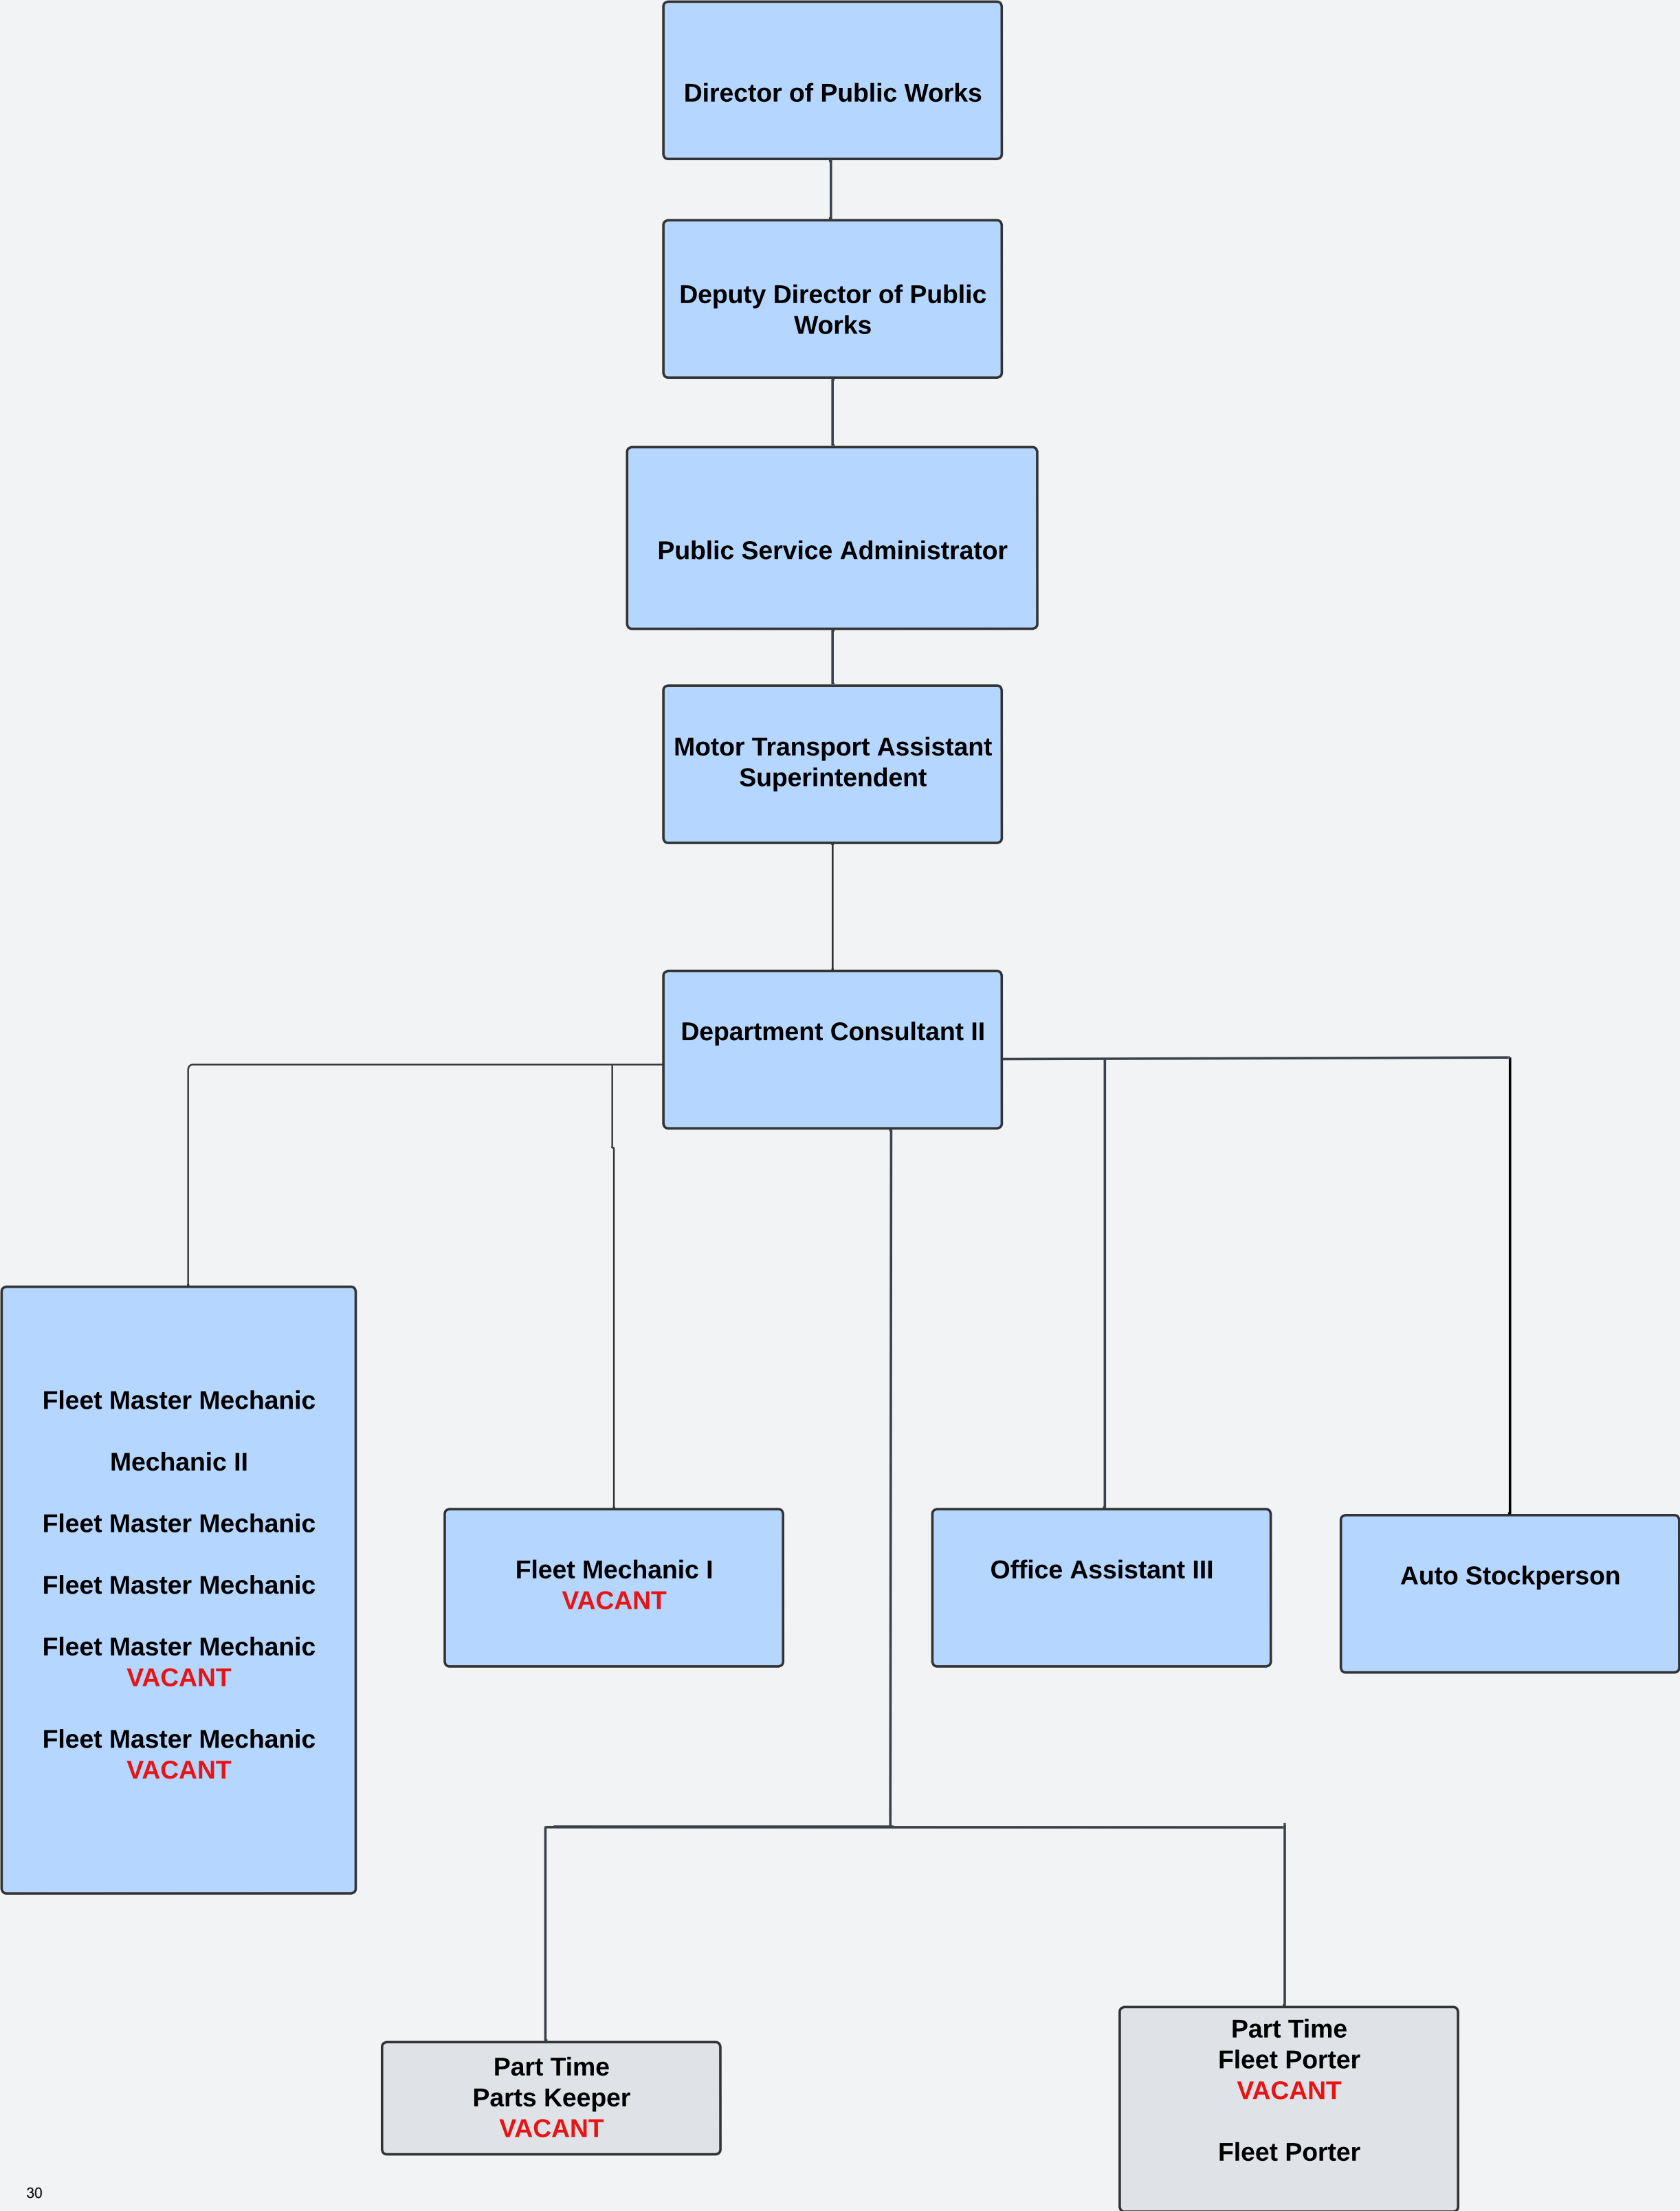 Director of Public Works
Deputy Director of Public
Works
Public Service Administrator
Motor Transport Assistant
Superintendent
Department Consultant II
Fleet Master Mechanic
Mechanic II
Fleet Master Mechanic
Fleet Master Mechanic
Fleet Master Mechanic
VACANT
Fleet Master Mechanic
VACANT
Fleet Mechanic I
VACANT
Office Assistant III
Auto Stockperson
Part Time
Parts Keeper
VACANT
Part Time
Fleet Porter
VACANT
Fleet Porter
30